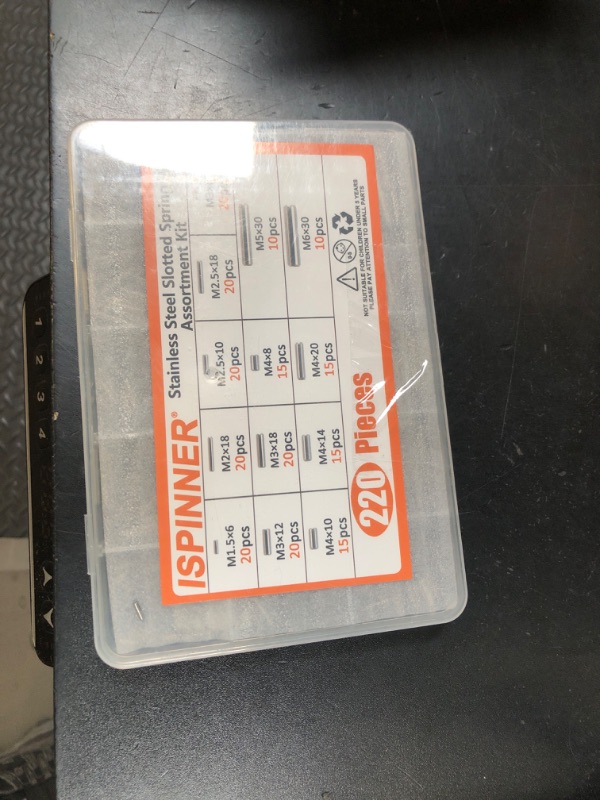 ISPINNER®
Stainless Steel Slotted Spring
Assortment Kit
M1.5×6
20pcs
M2×18
20pcs
M2.5×10
20pcs
M2.5×18
20pcs
M3×12
20pcs
M3×18
20pcs
M4×8
15pcs
M5×30
10pcs
M4×10
15pcs
M4×14
15pcs
M4×20
15pcs
M6×30
10pcs
220 Pieces
NOT SUITABLE FOR CHILDREN UNDER 3 YEARS
PLEASE PAY ATTENTION TO SMALL PARTS
1 2 3 4